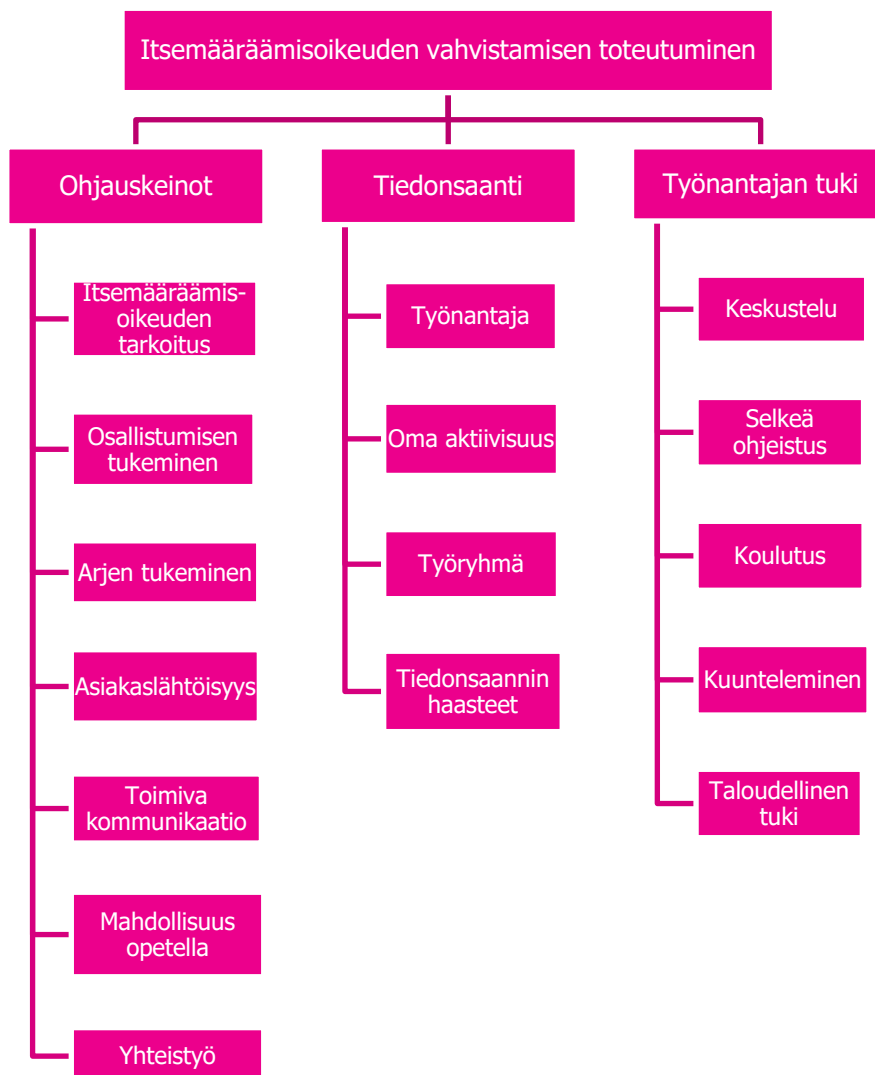 Itsemääräämisoikeuden vahvistamisen toteutuminen
Ohjauskeinot
Itsemääräämis-
oikeuden
tarkoitus
Osallistumisen
tukeminen
Arjen tukeminen
Asiakaslähtöisyys
Toimiva
kommunikaatio
Mahdollisuus
opetella
Yhteistyö
Tiedonsaanti
Työnantaja
Oma aktiivisuus
Työryhmä
Tiedonsaannin
haasteet
Työnantajan tuki
Keskustelu
Selkeä
ohjeistus
Koulutus
Kuunteleminen
Taloudellinen
tuki